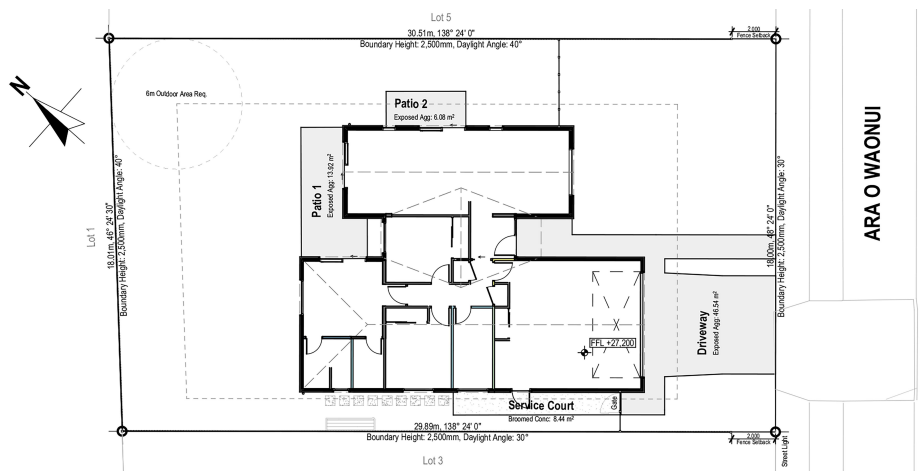 Lot 5
30.51m, 138° 24' 0"
Boundary Height: 2,500mm, Daylight Angle: 40°
2.000
Fence Setback
N
6m Outdoor Area Req.
Patio 2
Exposed Agg: 6.08 m²
Patio 1
Exposed Agg: 13.92 m²
ARA O WAONUI
Lot 1
18.01m, 46° 24' 30"
Boundary Height: 2,500mm, Daylight Angle: 40°
18.00m, 48° 24' 0"
Boundary Height: 2,500mm, Daylight Angle: 30°
Driveway
Exposed Agg: 46.54 m²
FFL +27,200
Service Court
Broomed Conc: 8.44 m²
Gate
29.89m, 138° 24' 0"
Boundary Height: 2,500mm, Daylight Angle: 30°
2.000
Fence Setback
Street Light
Lot 3